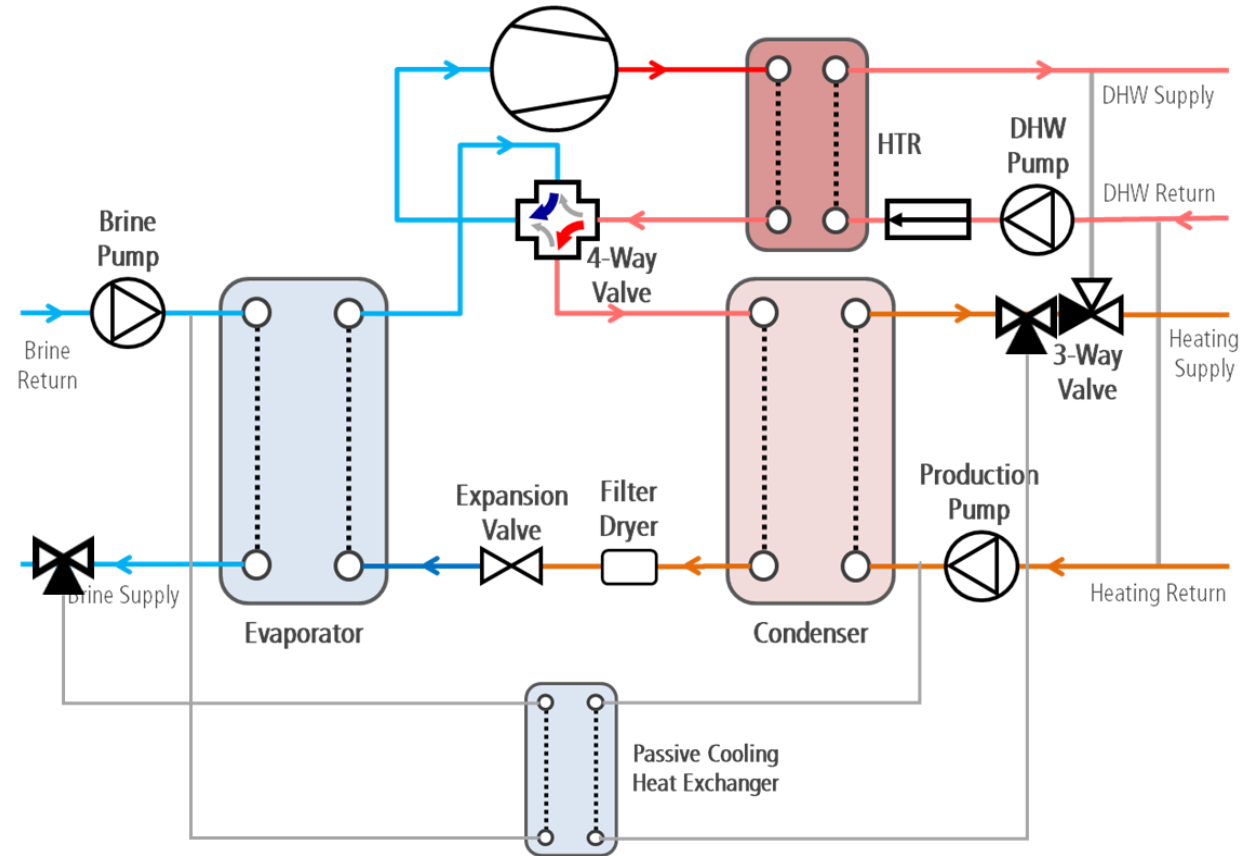 DHW Supply
HTR
DHW
Pump
DHW Return
Brine
Pump
4-Way
Valve
Brine
Return
3-Way
Valve
Heating
Supply
Expansion
Valve
Filter
Dryer
Production
Pump
Brine Supply
Heating Return
Evaporator
Condenser
Passive Cooling
Heat Exchanger